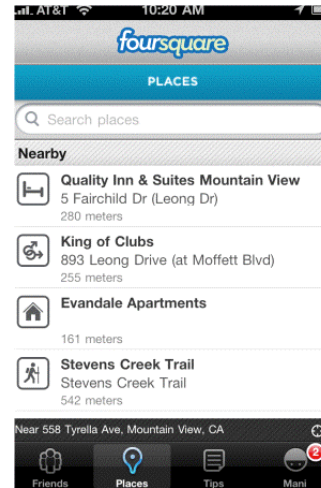 AT&T 10:20 AM
foursquare
PLACES
Search places
Nearby
Quality Inn & Suites Mountain View
5 Fairchild Dr (Leong Dr)
280 meters
King of Clubs
893 Leong Drive (at Moffett Blvd)
255 meters
Evandale Apartments
161 meters
Stevens Creek Trail
Stevens Creek Trail
542 meters
Near 558 Tyrella Ave, Mountain View, CA
2
Friends Places Tips Mani